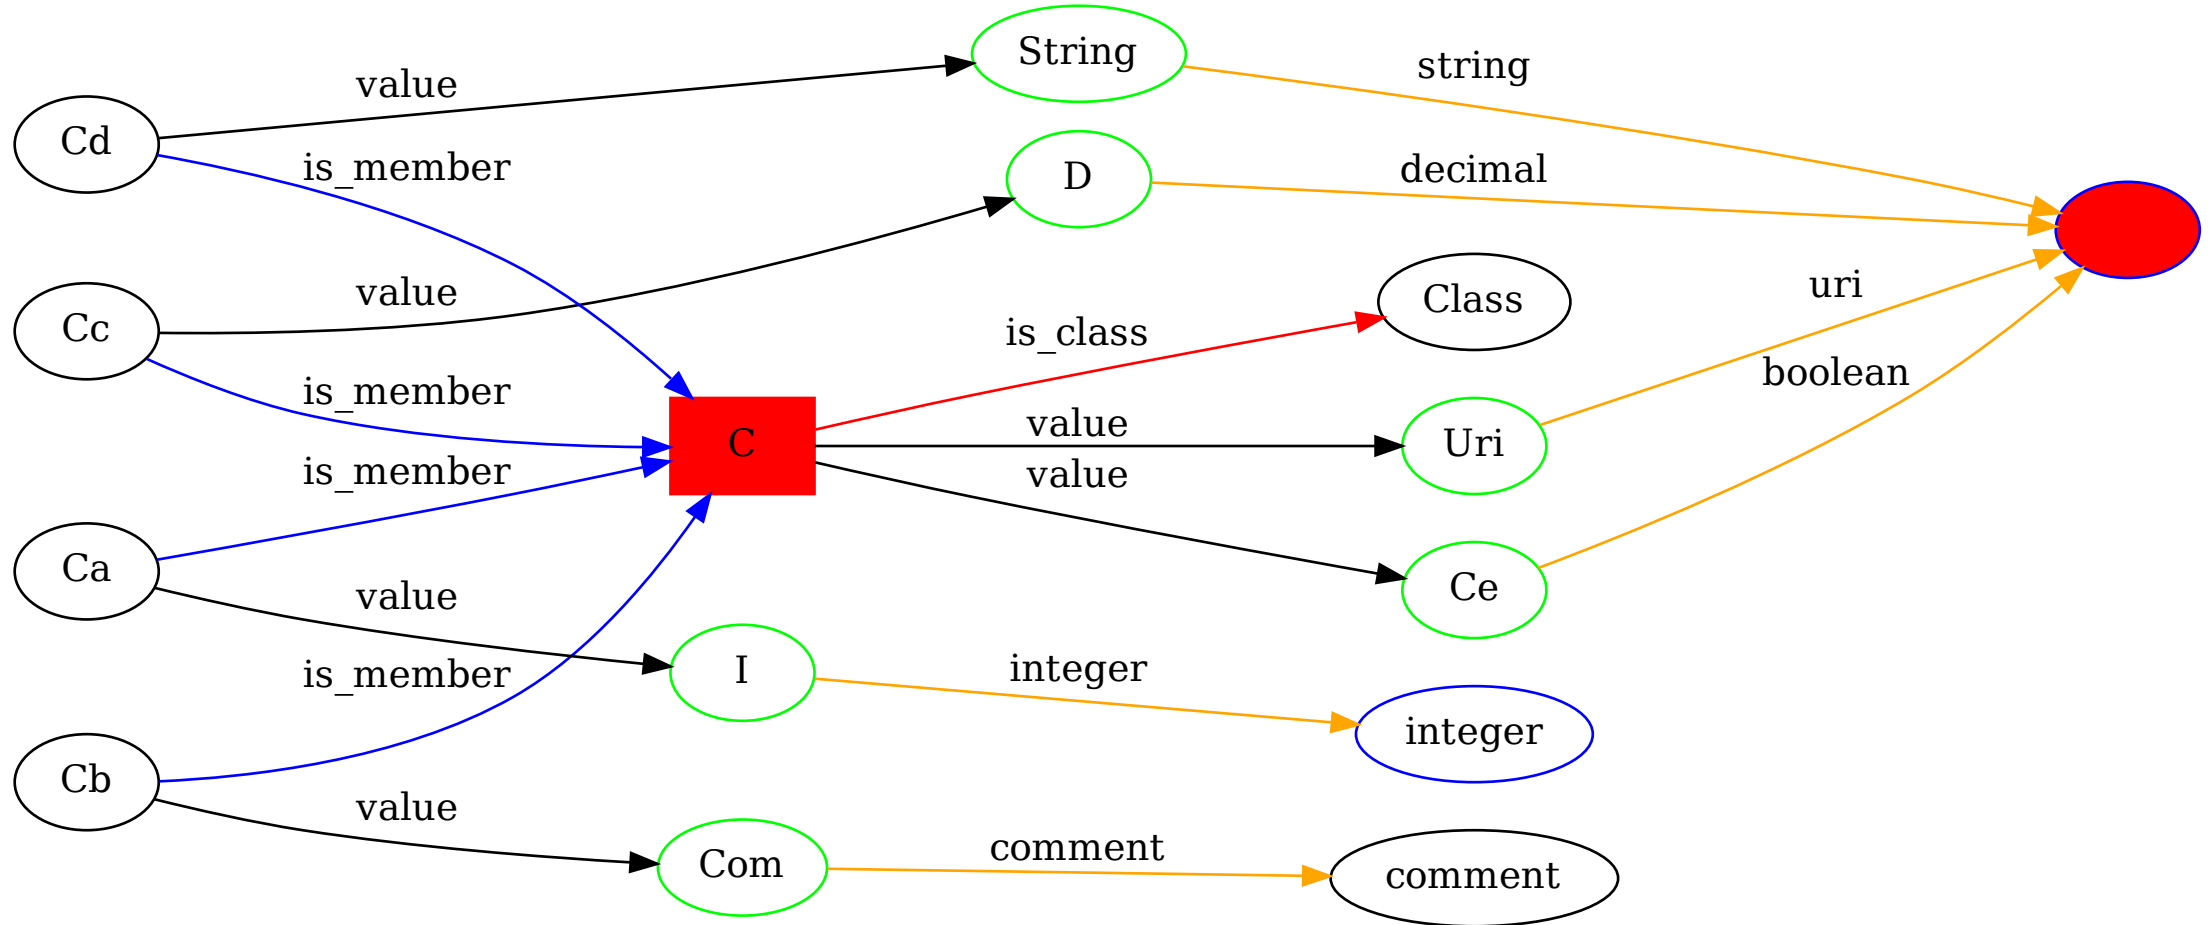 String
string
value
Cd
is_member
D
decimal
value
Cc
is_class
Class
uri
is_member
value
C
Uri
boolean
is_member
value
Ca
Ce
value
I
integer
integer
is_member
Cb
value
Com
comment
comment